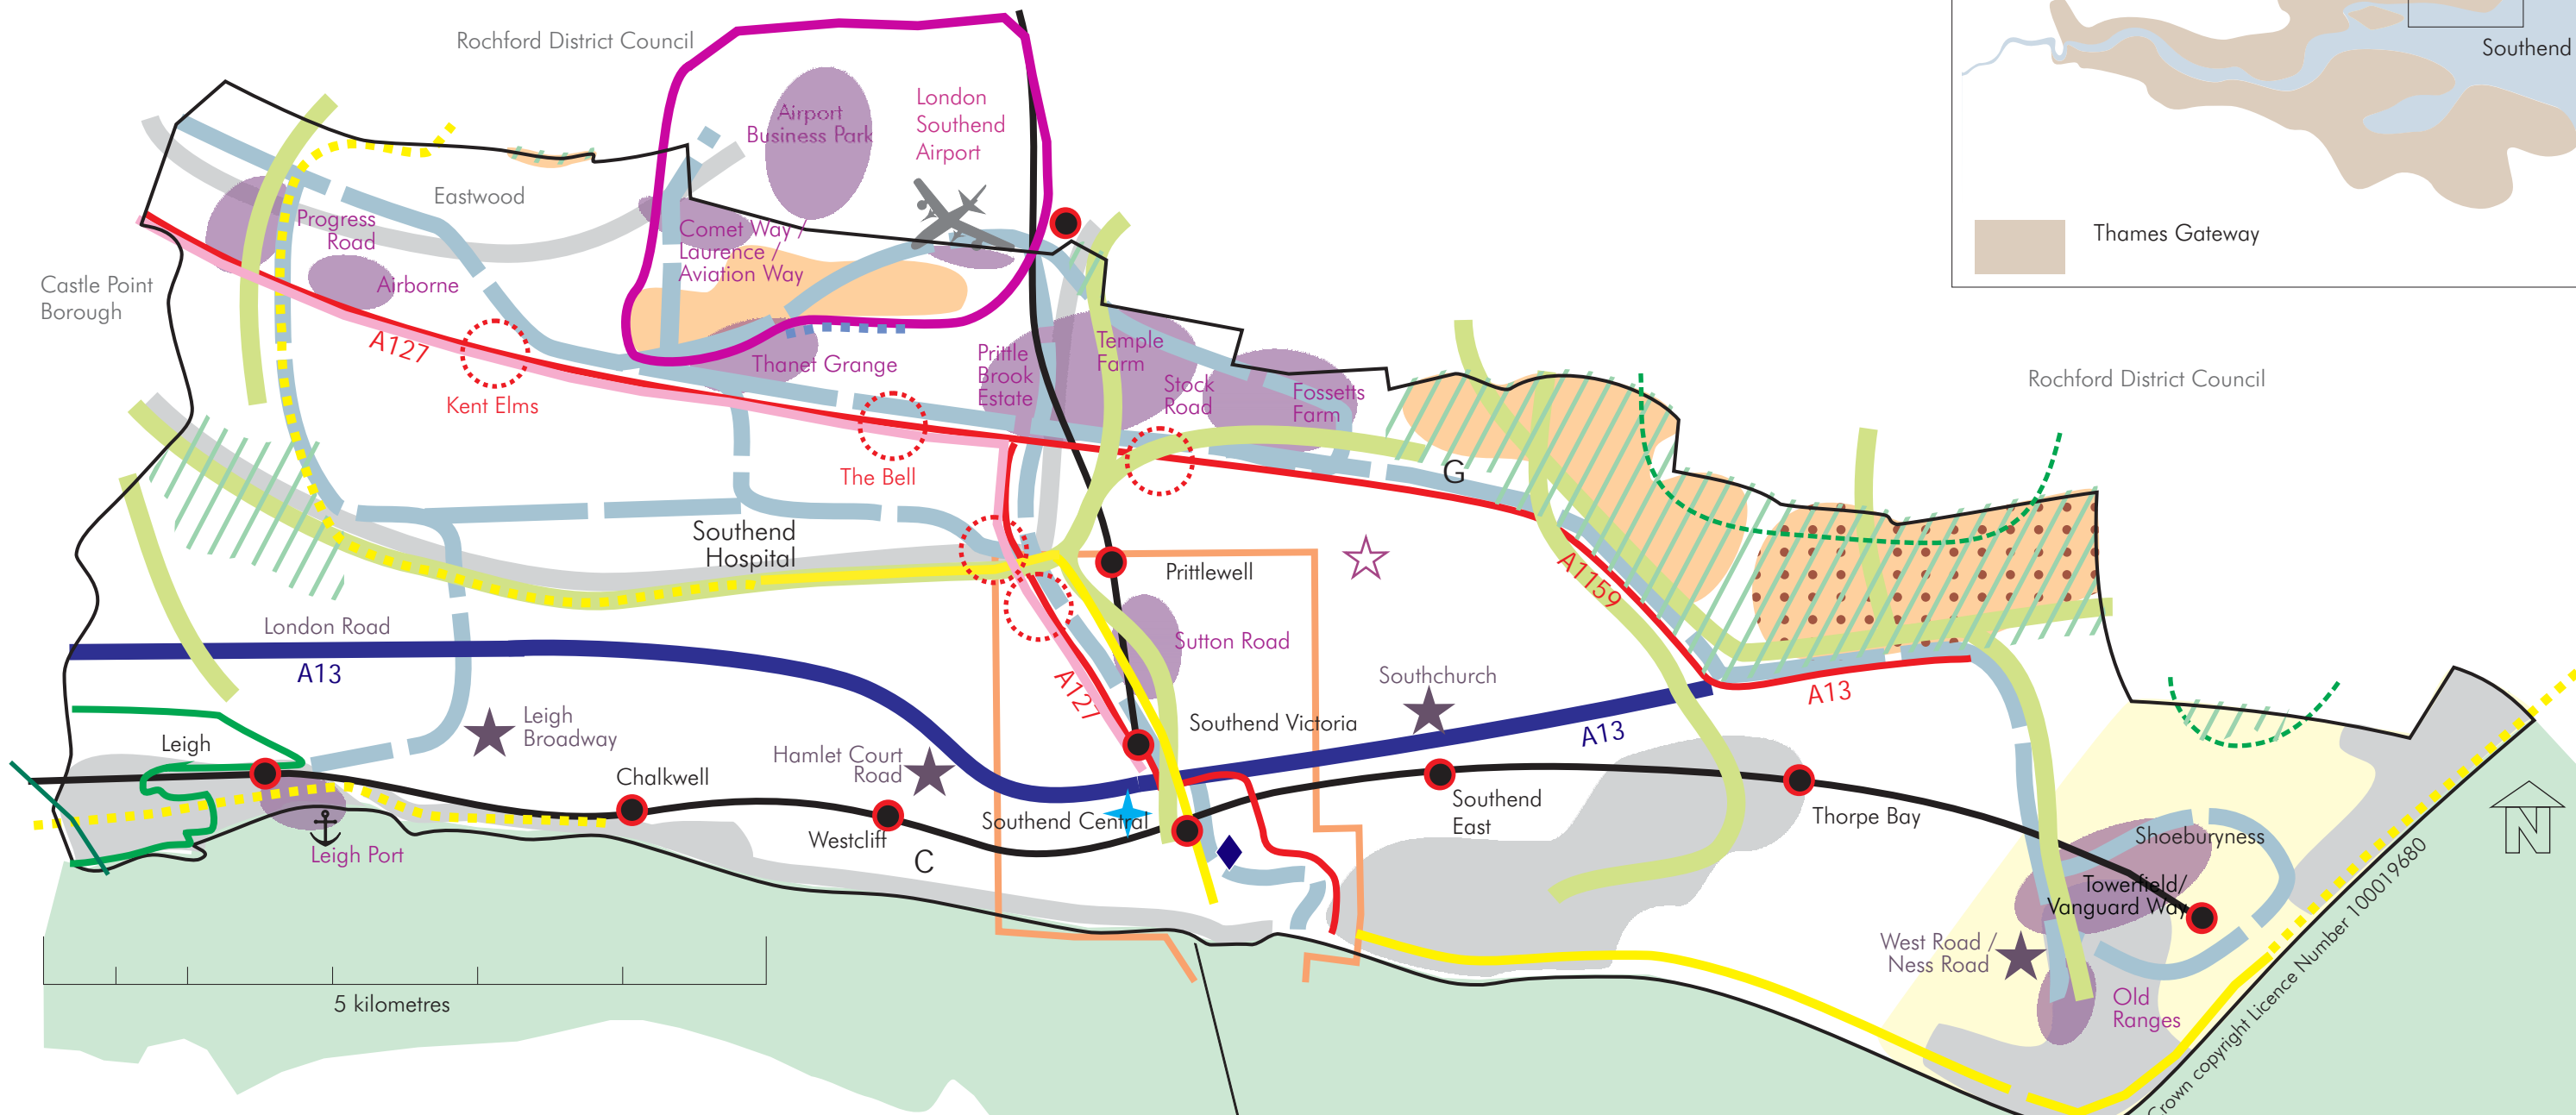 Rochford District Council
Southend
Airport
Business Park
London
Southend
Airport
Eastwood
Progress
Road
Comet Way /
Laurence /
Aviation Way
Airborne
Castle Point
Borough
Thames Gateway
A127
Kent Elms
Thanet Grange
Prittle
Brook
Estate
Temple
Farm
Stock
Road
Fossetts
Farm
Rochford District Council
The Bell
G
Southend
Hospital
Prittlewell
A1159
London Road
A13
Sutton Road
A127
Southchurch
A13
Leigh
Broadway
Southend Victoria
A13
Leigh
Hamlet Court
Road
Chalkwell
Southend Central
Westcliff
C
Southend
East
Thorpe Bay
Shoeburyness
Leigh Port
Towerfield/
Vanguard Way
West Road /
Ness Road
Old
Ranges
5 kilometres
N
Crown copyright Licence Number 100019680